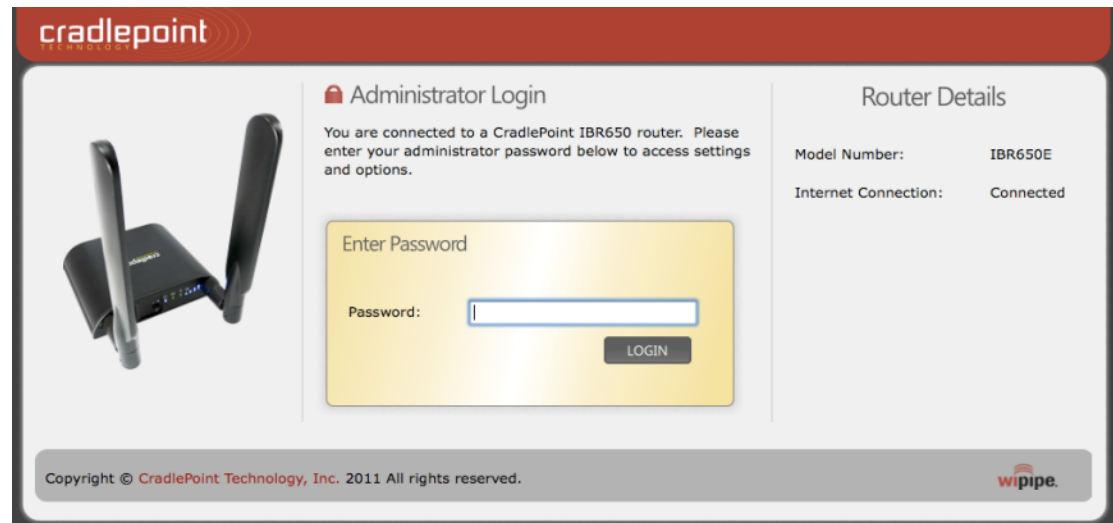 cradlepoint
TECHNOLOGY
Administrator Login
You are connected to a CradlePoint IBR650 router. Please
enter your administrator password below to access settings
and options.
Enter Password
Password:
LOGIN
Router Details
Model Number: IBR650E
Internet Connection: Connected
Copyright © CradlePoint Technology, Inc. 2011 All rights reserved.
wipipe.